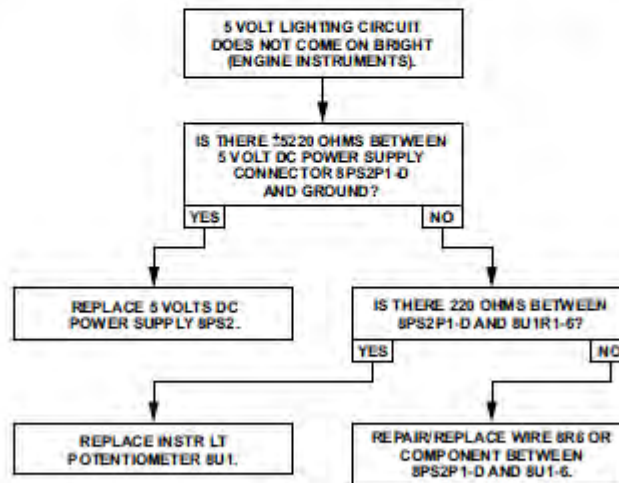 5 VOLT LIGHTING CIRCUIT
DOES NOT COME ON BRIGHT
(ENGINE INSTRUMENTS).
IS THERE ±5220 OHMS BETWEEN
5 VOLT DC POWER SUPPLY
CONNECTOR 8PS2P1-D
AND GROUND?
YES
NO
REPLACE 5 VOLTS DC
POWER SUPPLY 8PS2.
IS THERE 220 OHMS BETWEEN
8PS2P1-D AND 8U1R1-6?
YES
NO
REPLACE INSTR LT
POTENTIOMETER 8U1.
REPAIR/REPLACE WIRE 8R6 OR
COMPONENT BETWEEN
8PS2P1-D AND 8U1-6.